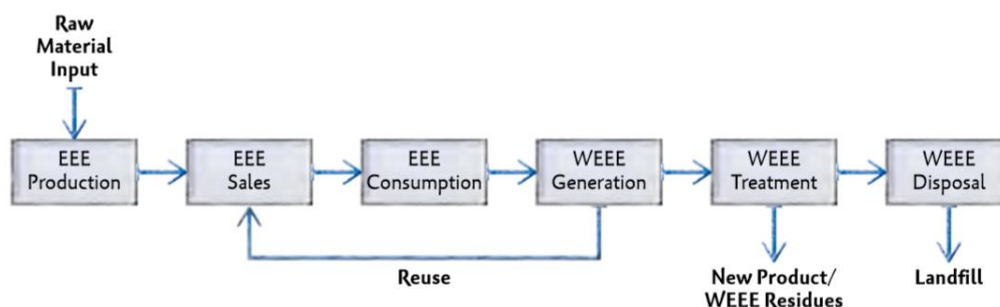 Raw
Material
Input
EEE
Production
EEE
Sales
EEE
Consumption
WEEE
Generation
WEEE
Treatment
WEEE
Disposal
Reuse
New Product/
WEEE Residues
Landfill